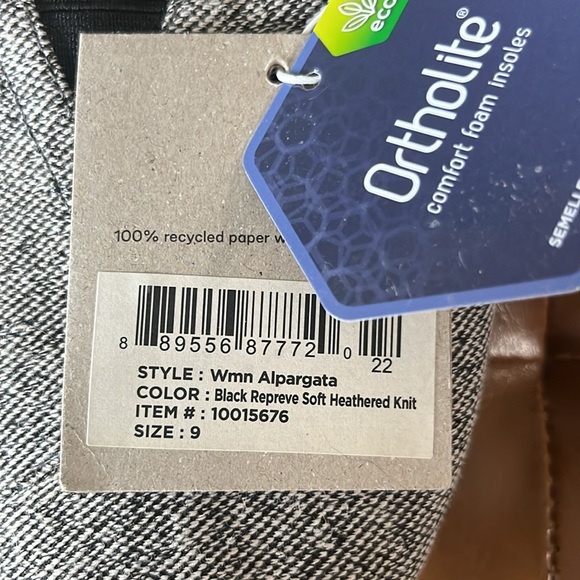 eco
Ortholite®
comfort foam insoles
100% recycled paper
8 89556 87772 0 22
STYLE : Wmn Alpargata
COLOR : Black Repreve Soft Heathered Knit
ITEM # : 10015676
SIZE : 9